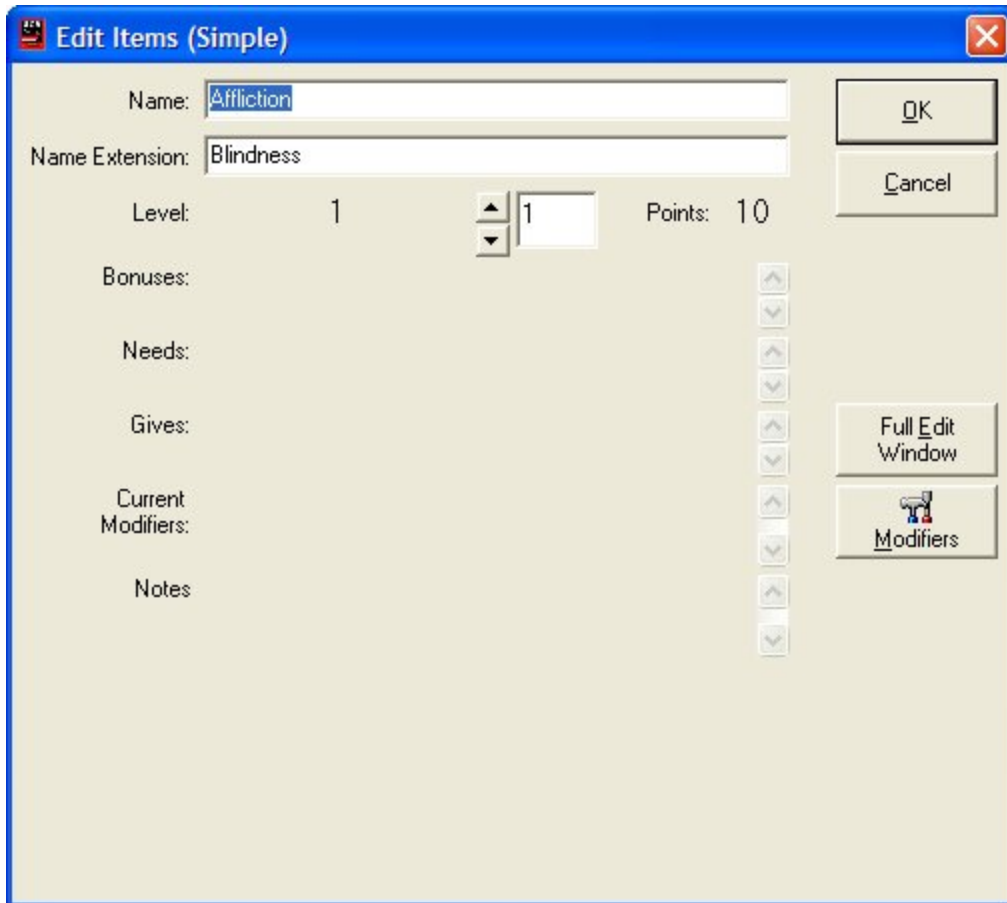 Edit Items (Simple)
Name: Affliction
OK
Name Extension: Blindness
Cancel
Level: 1 1 Points: 10
Bonuses:
Needs:
Gives:
Full Edit
Window
Current
Modifiers:
Modifiers
Notes